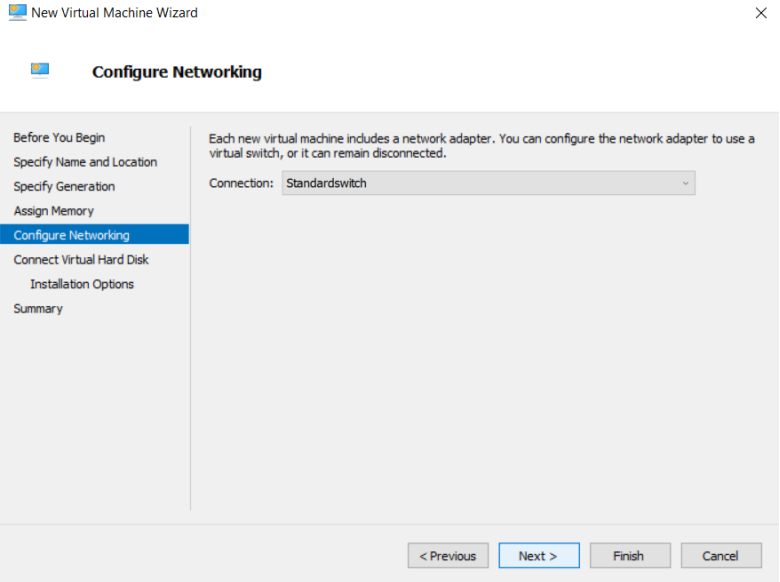 New Virtual Machine Wizard
Configure Networking
Before You Begin
Specify Name and Location
Specify Generation
Assign Memory
Configure Networking
Connect Virtual Hard Disk
Installation Options
Summary
Each new virtual machine includes a network adapter. You can configure the network adapter to use a
virtual switch, or it can remain disconnected.
Connection: Standardswitch
< Previous Next > Finish Cancel